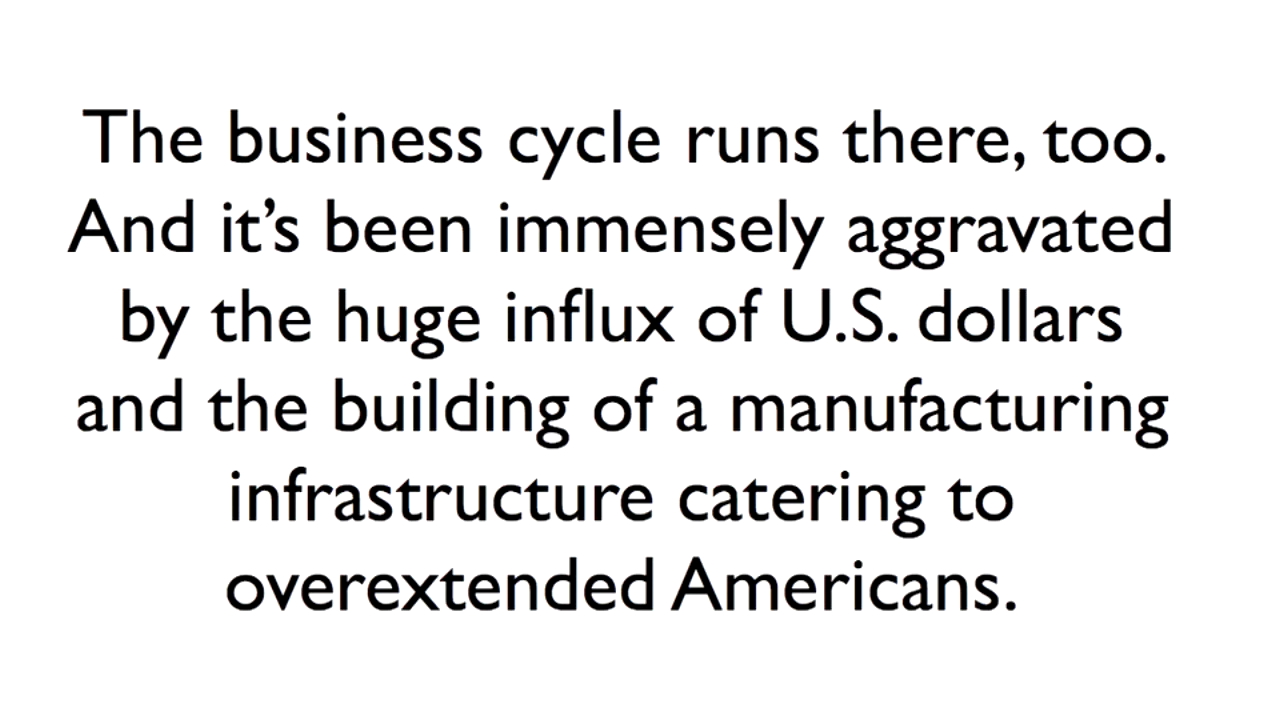 The business cycle runs there, too.
And it’s been immensely aggravated
by the huge influx of U.S. dollars
and the building of a manufacturing
infrastructure catering to
overextended Americans.